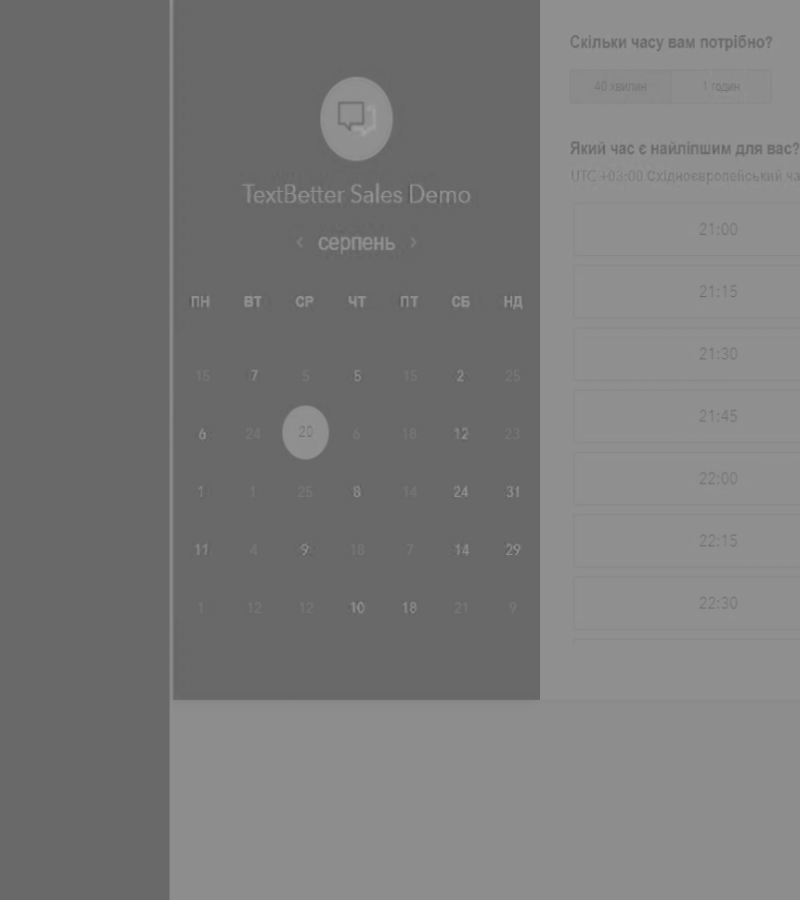 TextBetter Sales Demo
‹ серпень ›
ПН ВТ СР ЧТ ПТ СБ НД
15 7 5 5 15 2 25
6 24 20 6 18 12 23
1 1 25 8 14 24 31
11 4 9 18 7 14 29
1 12 12 10 18 21 9
Скільки часу вам потрібно?
40 хвилин 1 годин
Який час є найліпшим для вас?
UTC +03:00 Східноєвропейський ча
21:00
21:15
21:30
21:45
22:00
22:15
22:30